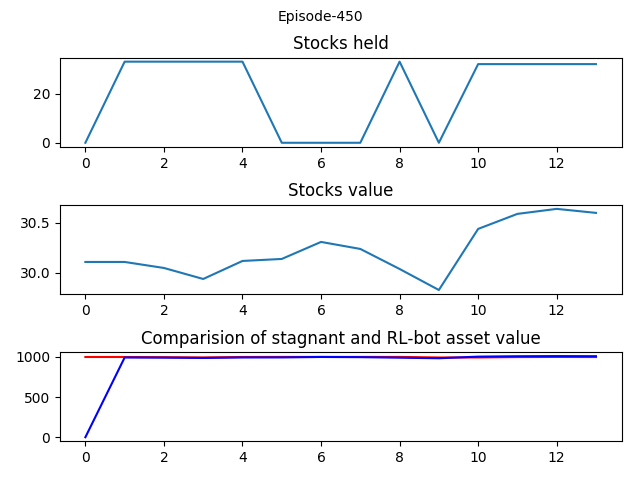 Episode-450
Stocks held
20
0
0 2 4 6 8 10 12
Stocks value
30.5
30.0
0 2 4 6 8 10 12
Comparision of stagnant and RL-bot asset value
1000
500
0
0 2 4 6 8 10 12